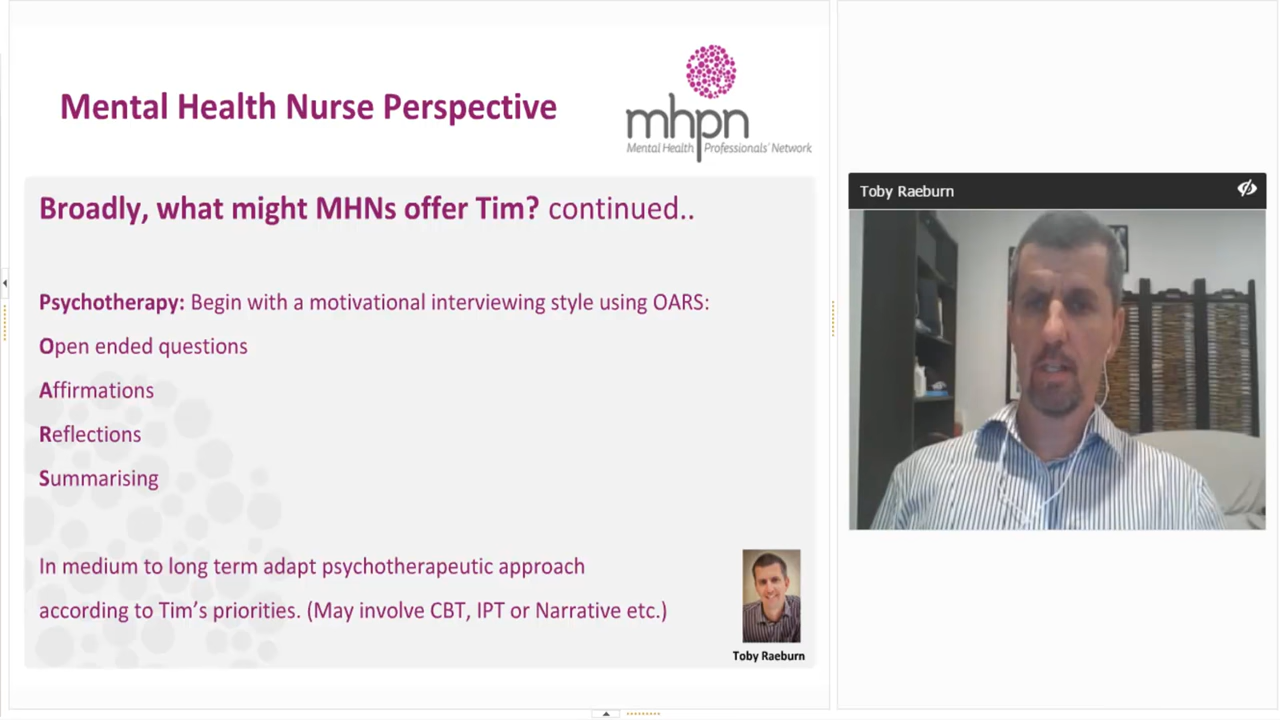 Mental Health Nurse Perspective
mhpn
Mental Health Professionals' Network
Broadly, what might MHNs offer Tim? continued..
Psychotherapy: Begin with a motivational interviewing style using OARS:
Open ended questions
Affirmations
Reflections
Summarising
In medium to long term adapt psychotherapeutic approach
according to Tim's priorities. (May involve CBT, IPT or Narrative etc.)
Toby Raeburn
Toby Raeburn